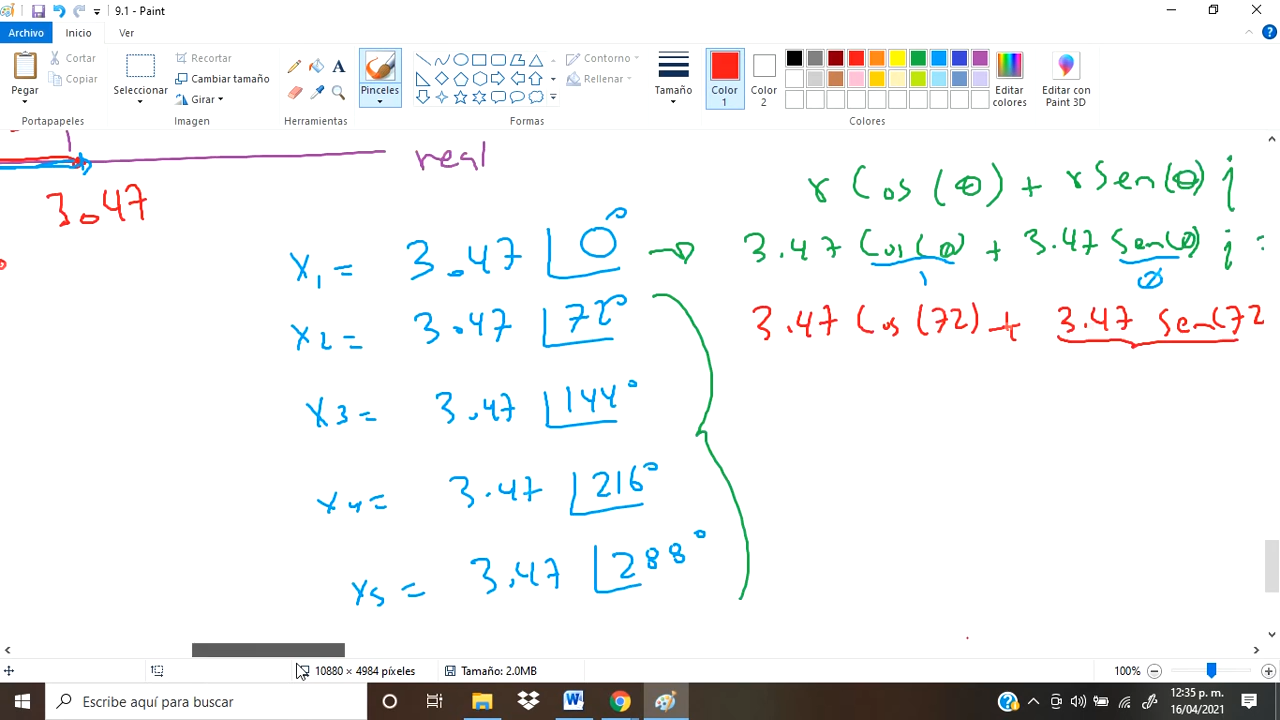 9.1 - Paint
Archivo Inicio Ver
Pegar
Cortar
Copiar
Portapapeles
Seleccionar
Recortar
Cambiar tamaño
Girar
Imagen
Herramientas
Pinceles
Contorno
Rellenar
Formas
Tamaño
Color 1
Color 2
Editar colores
Editar con Paint 3D
Colores
real
3.47
r Cos (θ) + r Sen (θ) i
x1 = 3.47 0°
3.47 Cos(0) + 3.47 Sen(0) i =
1 0
x2 = 3.47 72°
3.47 Cos (72) + 3.47 Sen(72
x3 = 3.47 144°
x4 = 3.47 216°
x5 = 3.47 288°
10880 × 4984 píxeles
Tamaño: 2.0MB
100%
Escribe aquí para buscar
12:35 p. m.
16/04/2021